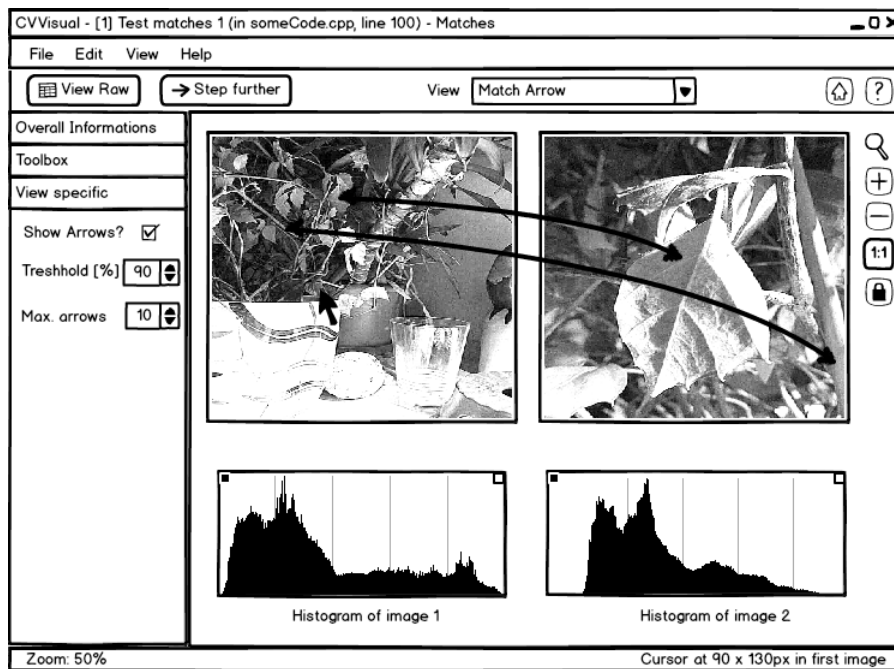 CVVisual - [1] Test matches 1 (in someCode.cpp, line 100) - Matches
File Edit View Help
View Raw Step further View Match Arrow ?
Overall Informations
Toolbox
View specific
Show Arrows?
Treshhold [%] 90
1:1
Max. arrows 10
Histogram of image 1 Histogram of image 2
Zoom: 50% Cursor at 90 x 130px in first image